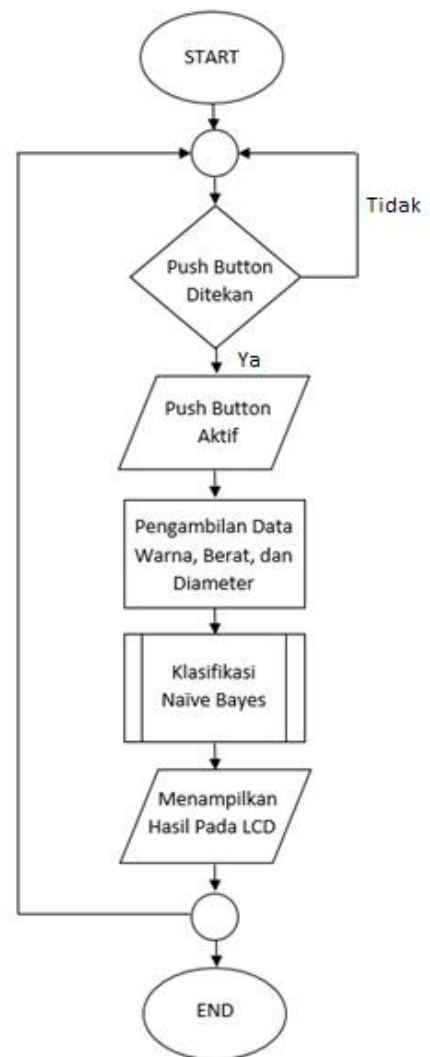 START
Push Button
Ditekan
Tidak
Ya
Push Button
Aktif
Pengambilan Data
Warna, Berat, dan
Diameter
Klasifikasi
Naïve Bayes
Menampilkan
Hasil Pada LCD
END